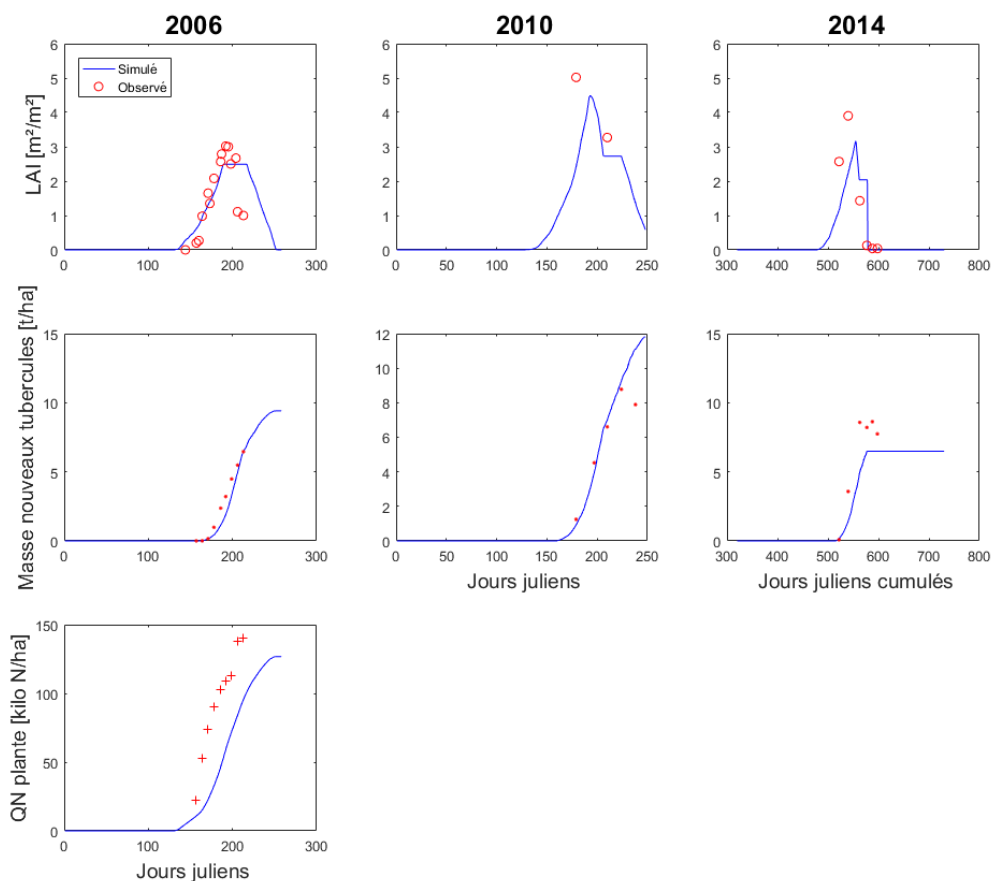 2006 2010 2014
LAI [m²/m²]
6
5
4
3
2
1
0
Simulé
Observé
0 100 200 300
6
5
4
3
2
1
0
0 50 100 150 200 250
6
5
4
3
2
1
0
300 400 500 600 700 800
Masse nouveaux tubercules [t/ha]
15
10
5
0
0 100 200 300
12
10
8
6
4
2
0
0 50 100 150 200 250
Jours juliens
15
10
5
0
300 400 500 600 700 800
Jours juliens cumulés
QN plante [kilo N/ha]
150
100
50
0
0 100 200 300
Jours juliens